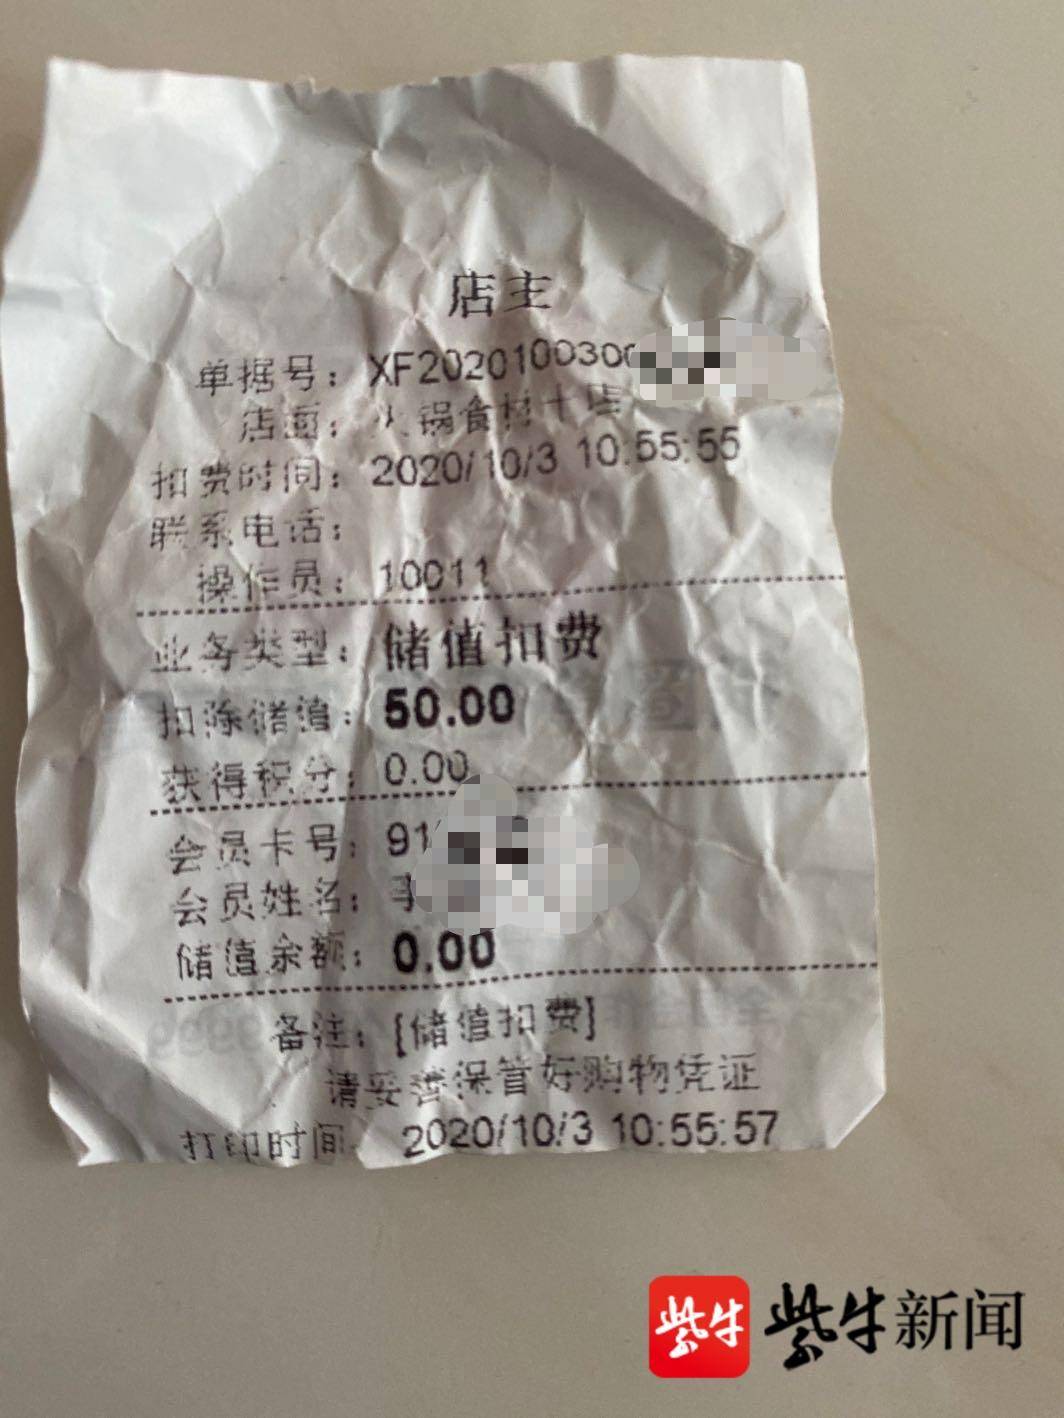 店主
单据号：XF202010030
店面：火锅食材十店
扣费时间：2020/10/3 10:55:55
联系电话：
操作员：10011
业务类型：储值扣费
扣除储值：50.00
获得积分：0.00
会员卡号：91
会员姓名：
储值余额：0.00
备注：[储值扣费]
请妥善保管好购物凭证
打印时间：2020/10/3 10:55:57
紫牛 紫牛新闻